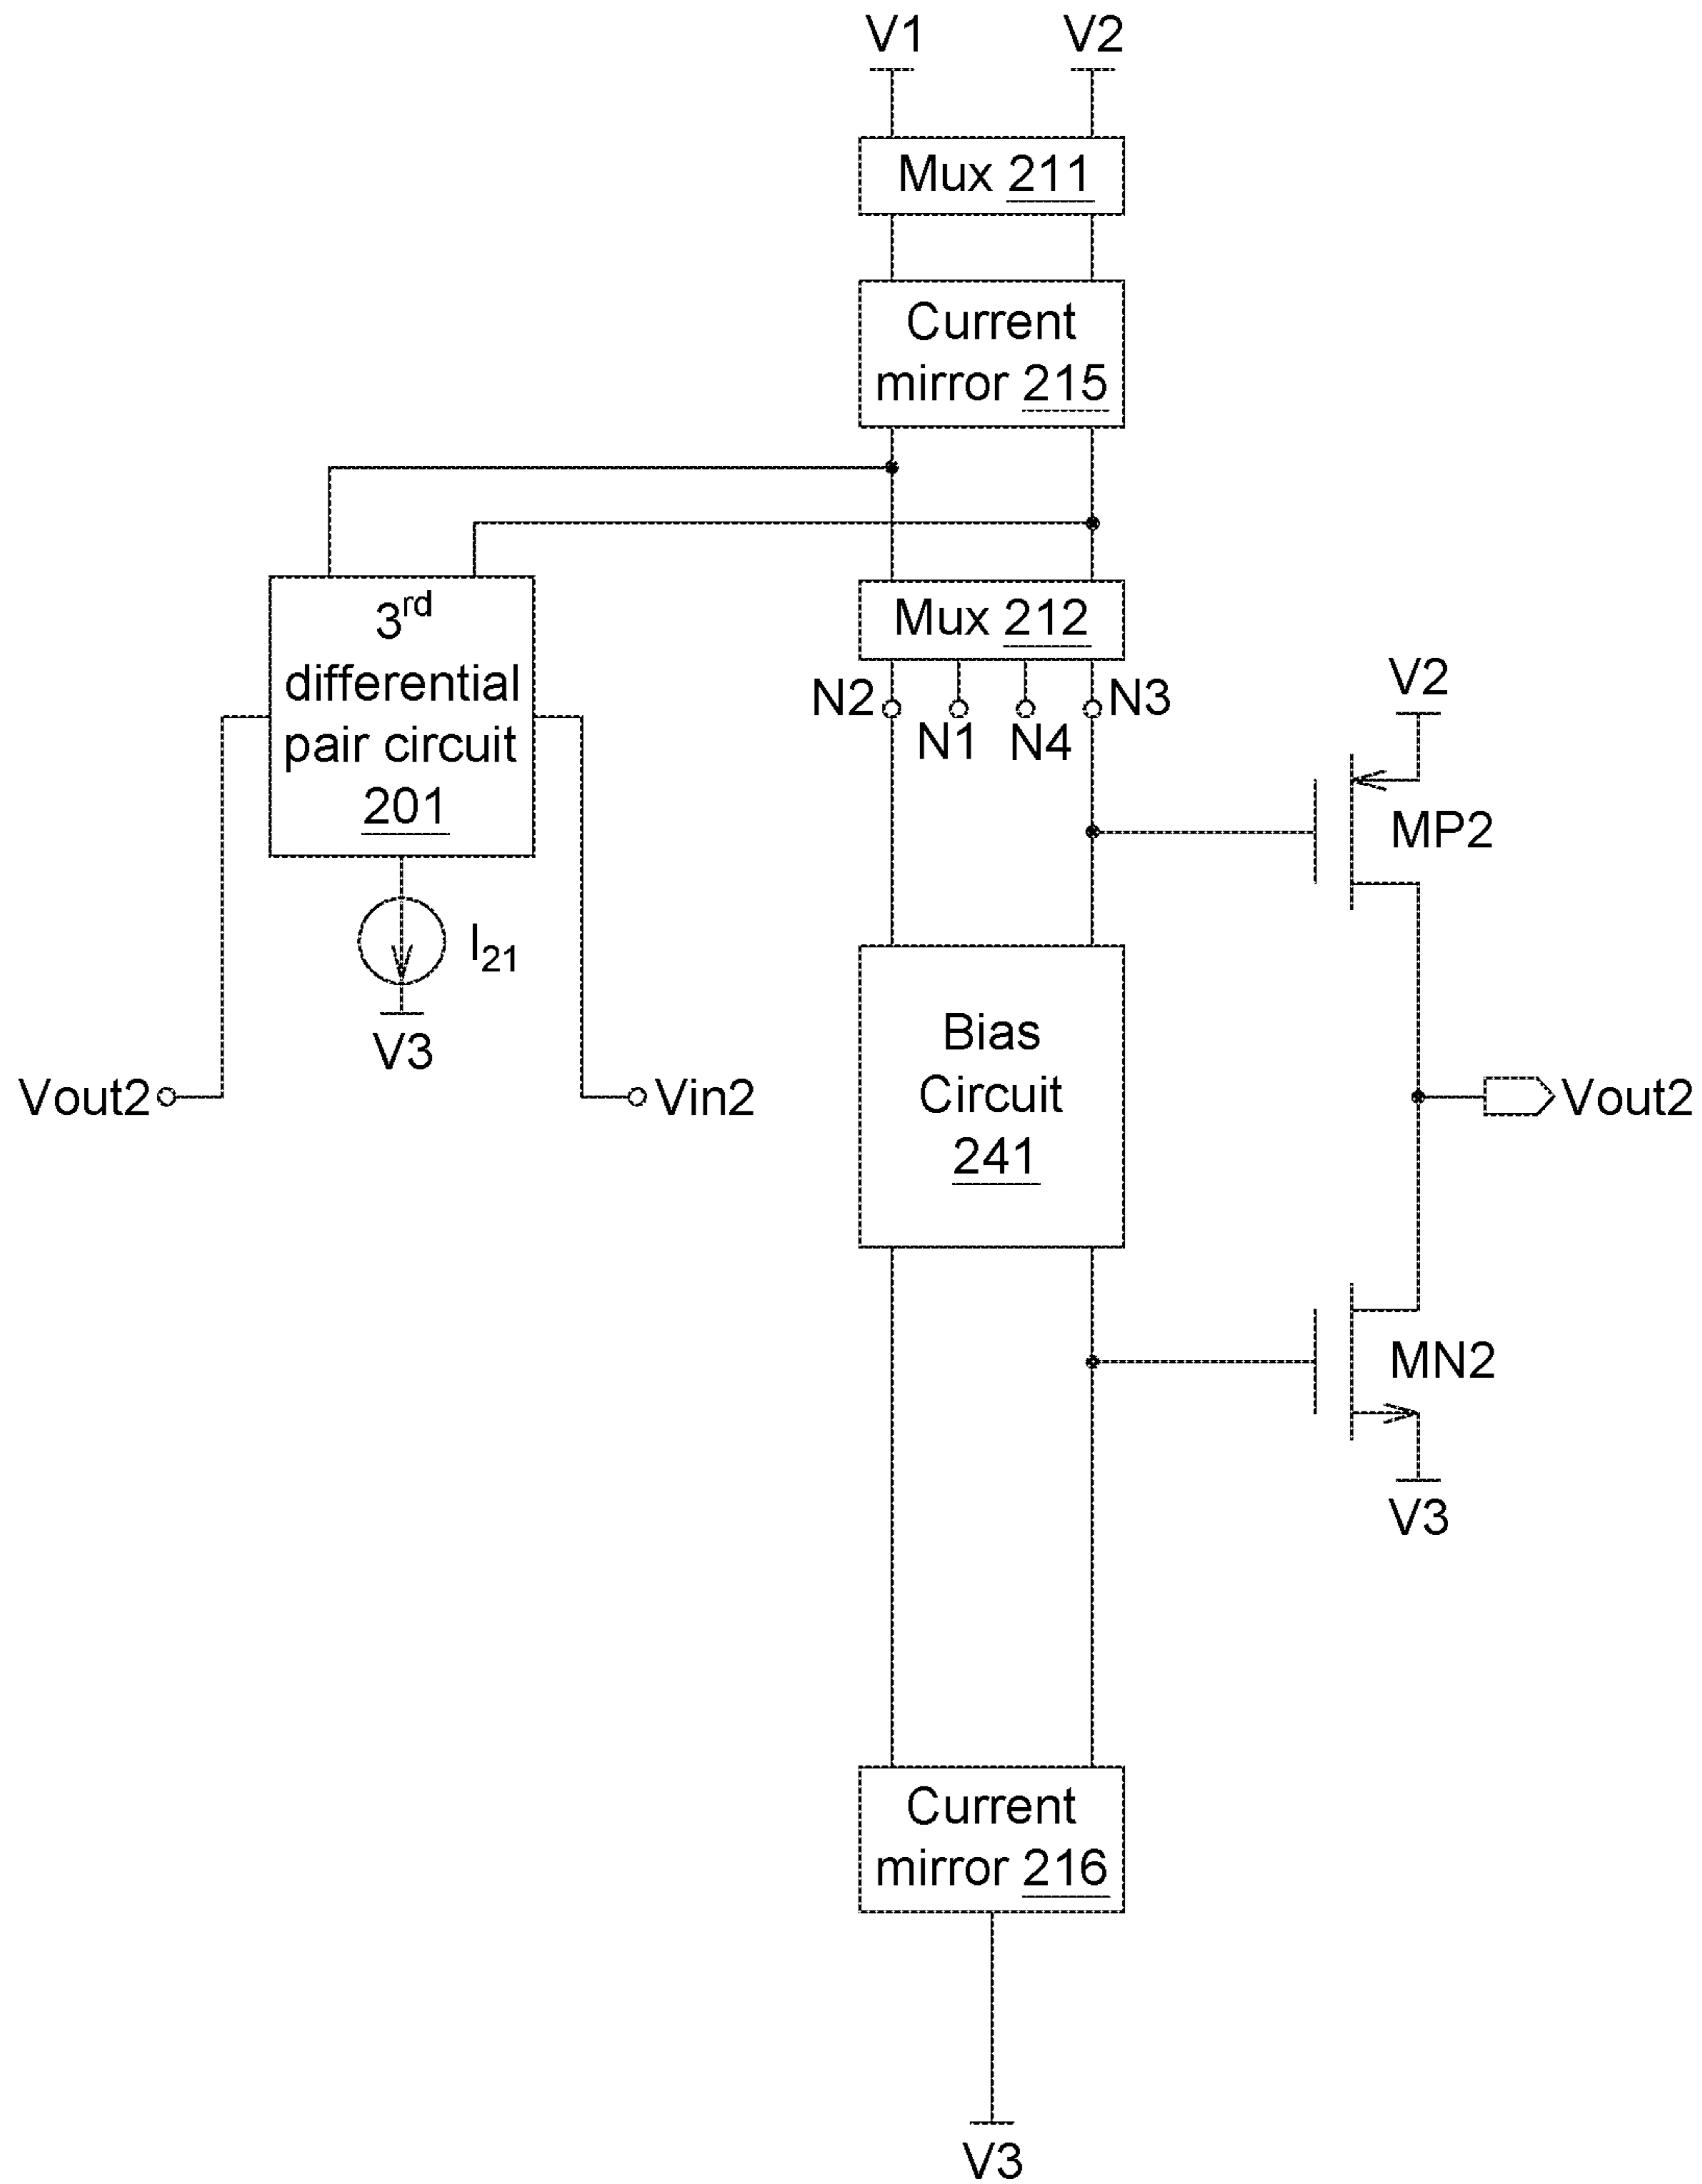 V1 V2
Mux 211
Current
mirror 215
3rd
differential
pair circuit
201
Mux 212
N2 N3
N1 N4
V2
MP2
I21
V3
Bias
Circuit
241
Vout2 Vin2
Vout2
MN2
V3
Current
mirror 216
V3